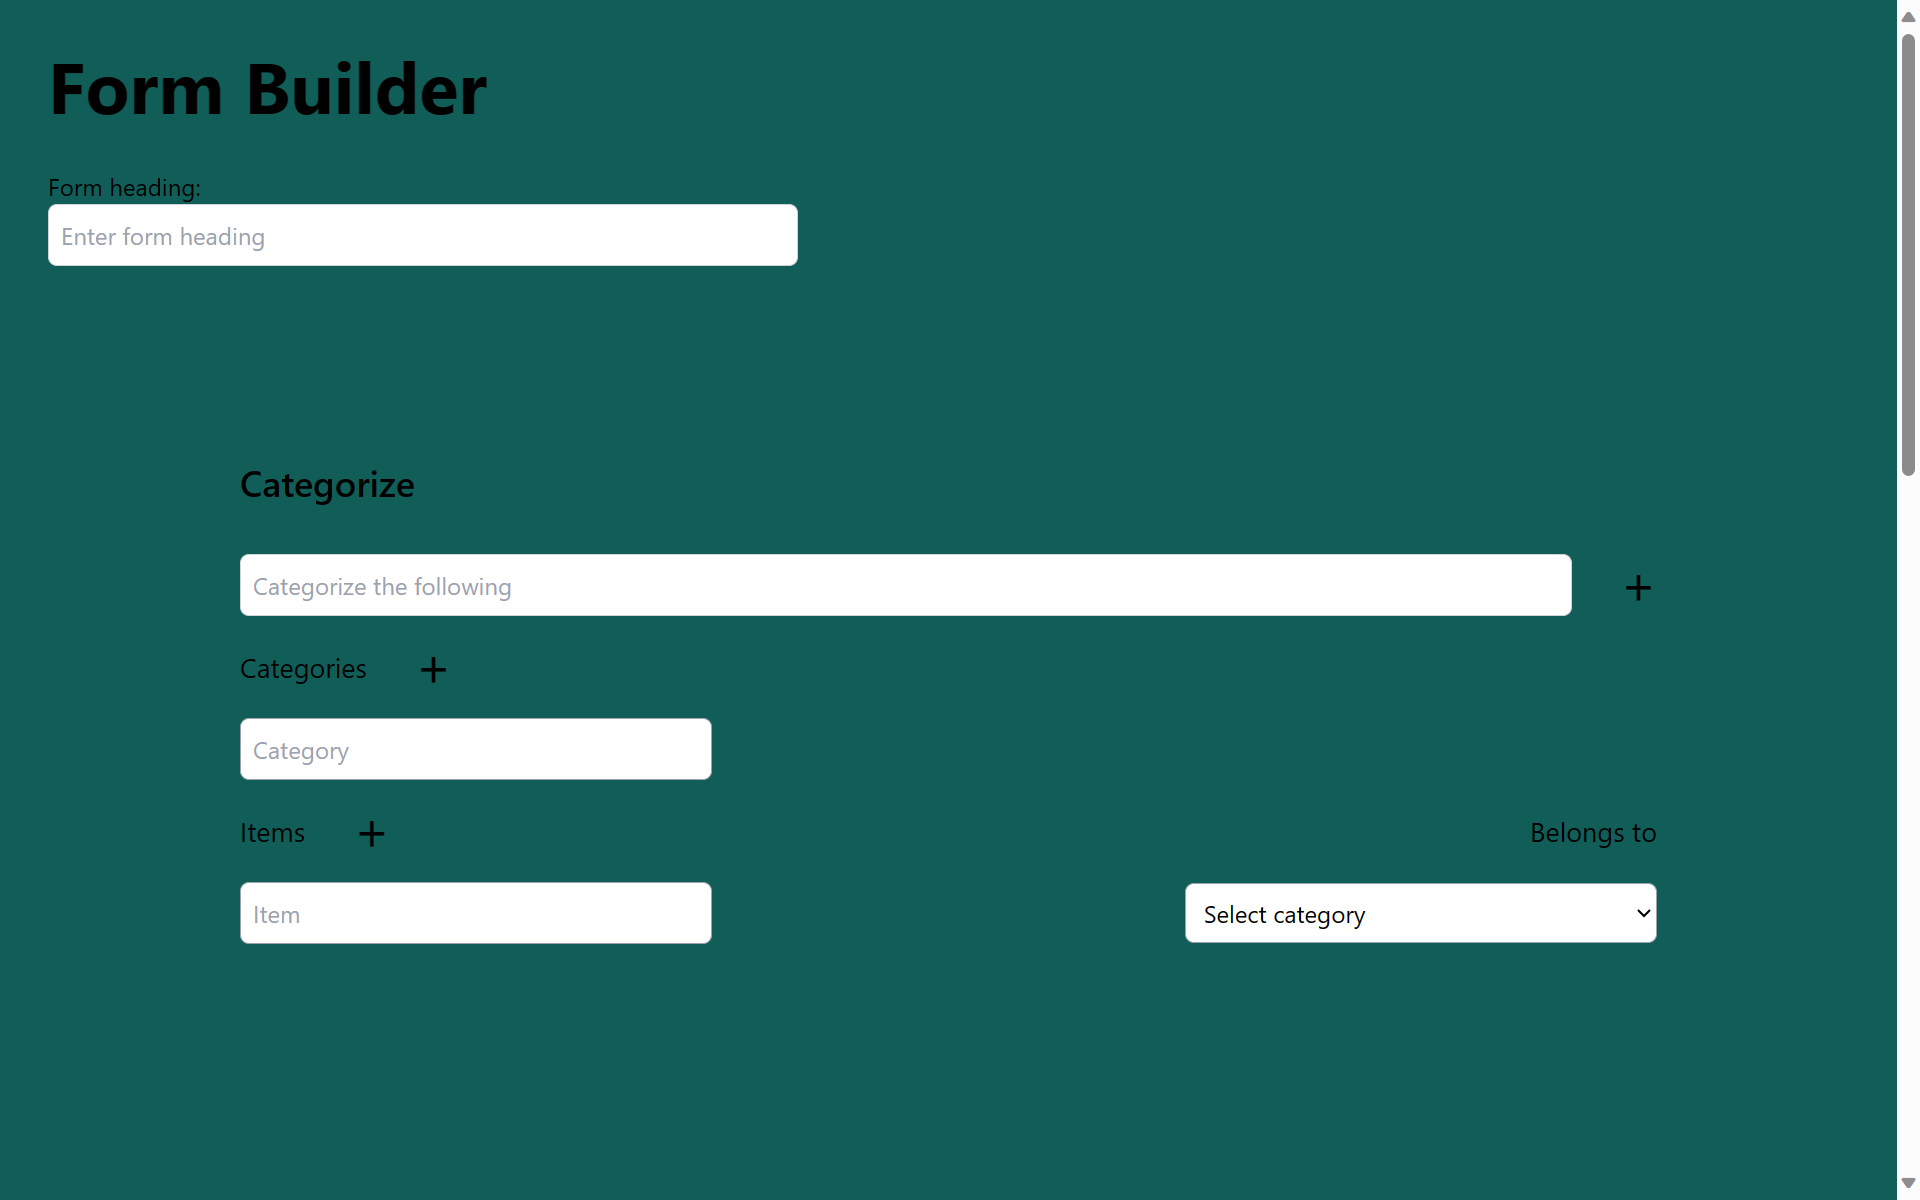 Form Builder
Form heading:
Enter form heading
Categorize
Categorize the following
Categories
Category
Items
Belongs to
Item
Select category